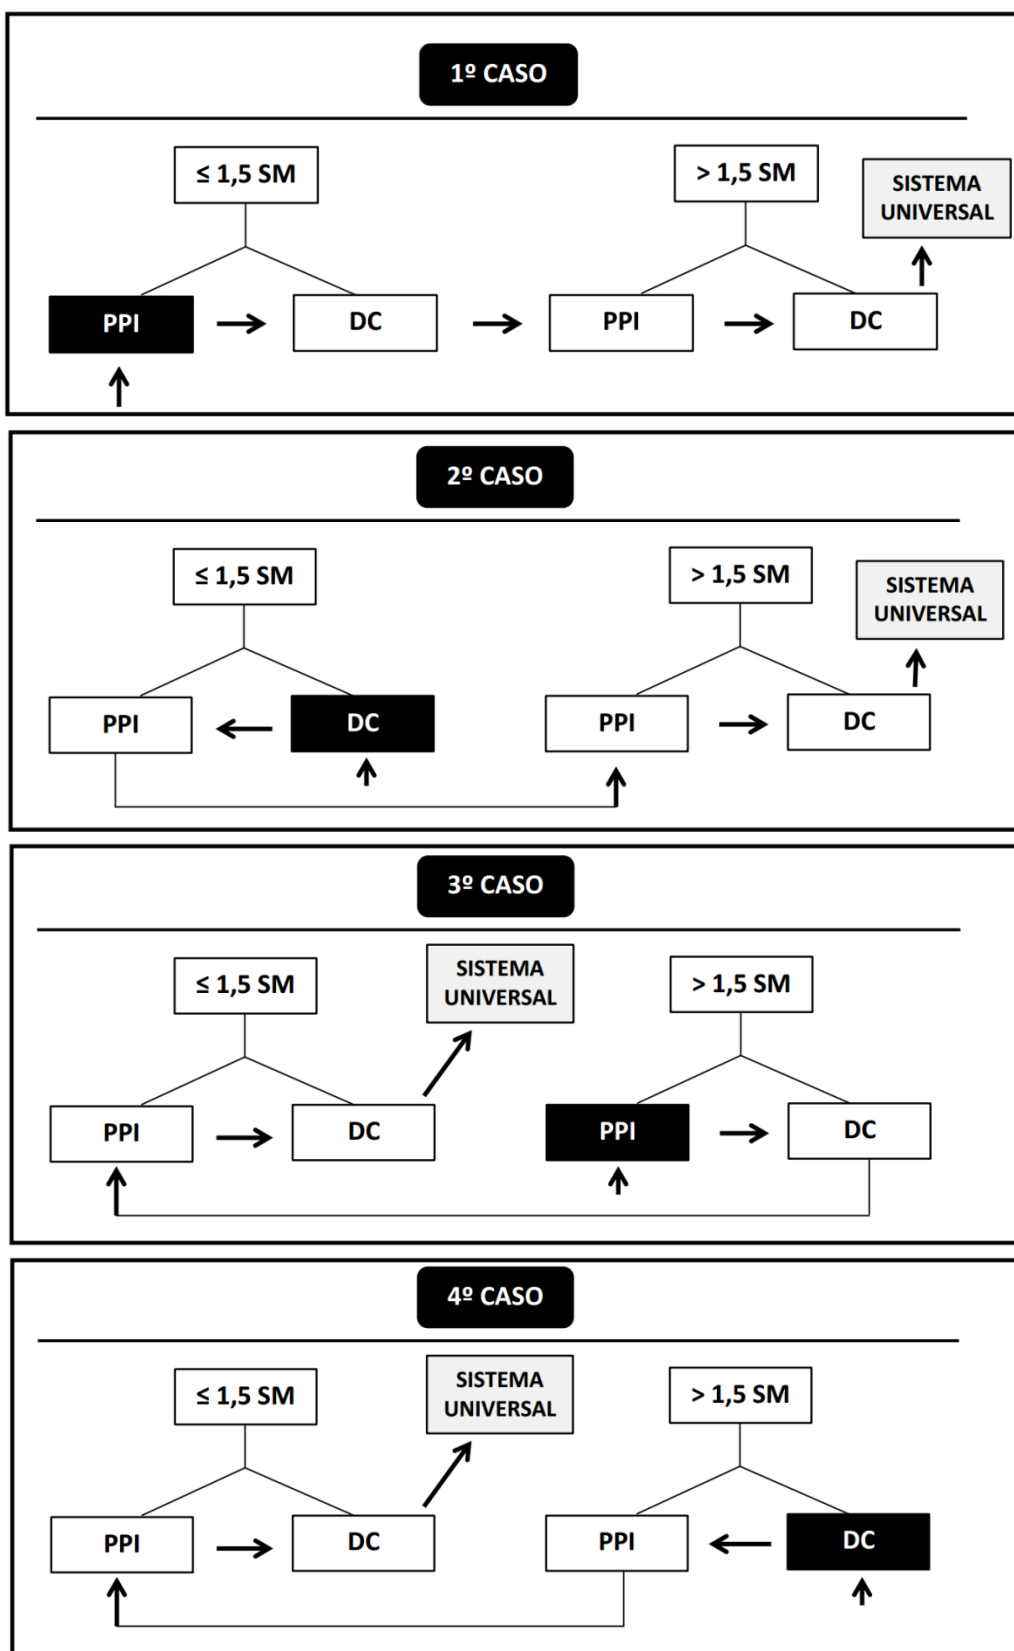 1º CASO
≤ 1,5 SM
> 1,5 SM
SISTEMA
UNIVERSAL
PPI
DC
PPI
DC
2º CASO
≤ 1,5 SM
> 1,5 SM
SISTEMA
UNIVERSAL
PPI
DC
PPI
DC
3º CASO
≤ 1,5 SM
SISTEMA
UNIVERSAL
> 1,5 SM
PPI
DC
PPI
DC
4º CASO
≤ 1,5 SM
SISTEMA
UNIVERSAL
> 1,5 SM
PPI
DC
PPI
DC